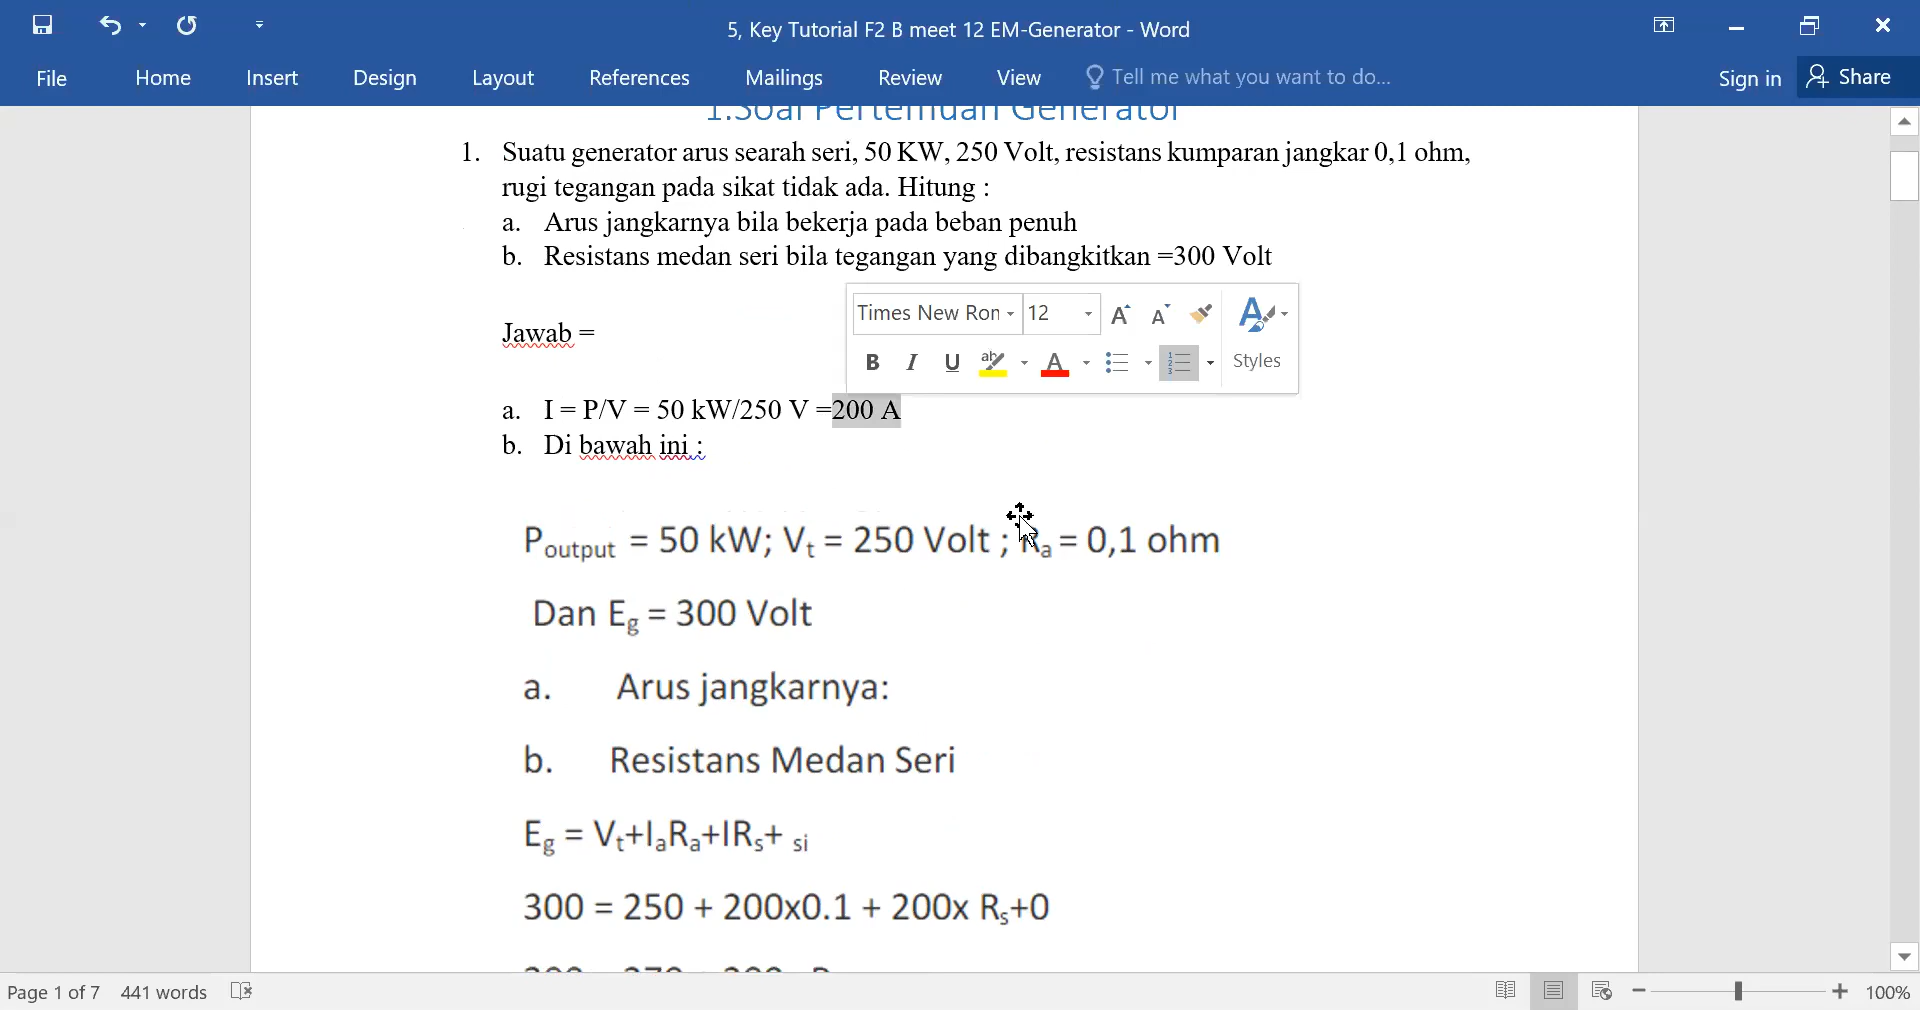 5, Key Tutorial F2 B meet 12 EM-Generator - Word
File Home Insert Design Layout References Mailings Review View Tell me what you want to do... Sign in Share
1.Soal Pertemuan Generator
1. Suatu generator arus searah seri, 50 KW, 250 Volt, resistans kumparan jangkar 0,1 ohm,
rugi tegangan pada sikat tidak ada. Hitung :
a. Arus jangkarnya bila bekerja pada beban penuh
b. Resistans medan seri bila tegangan yang dibangkitkan =300 Volt
Times New Ron 12
Jawab =
B I U ab A Styles
a. I = P/V = 50 kW/250 V =200 A
b. Di bawah ini :
Poutput = 50 kW; Vt = 250 Volt ; Ra = 0,1 ohm
Dan Eg = 300 Volt
a. Arus jangkarnya:
b. Resistans Medan Seri
Eg = Vt+IaRa+IRs+ si
300 = 250 + 200x0.1 + 200x Rs+0
Page 1 of 7 441 words 100%